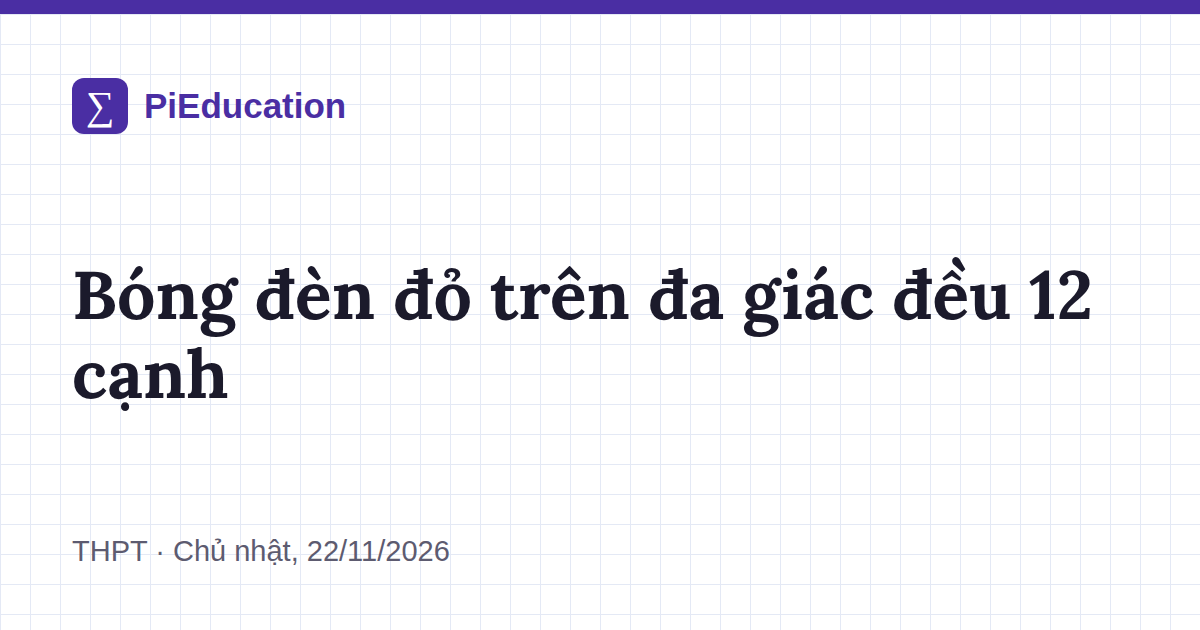 ∑ PiEducation
Bóng đèn đỏ trên đa giác đều 12
cạnh
THPT · Chủ nhật, 22/11/2026